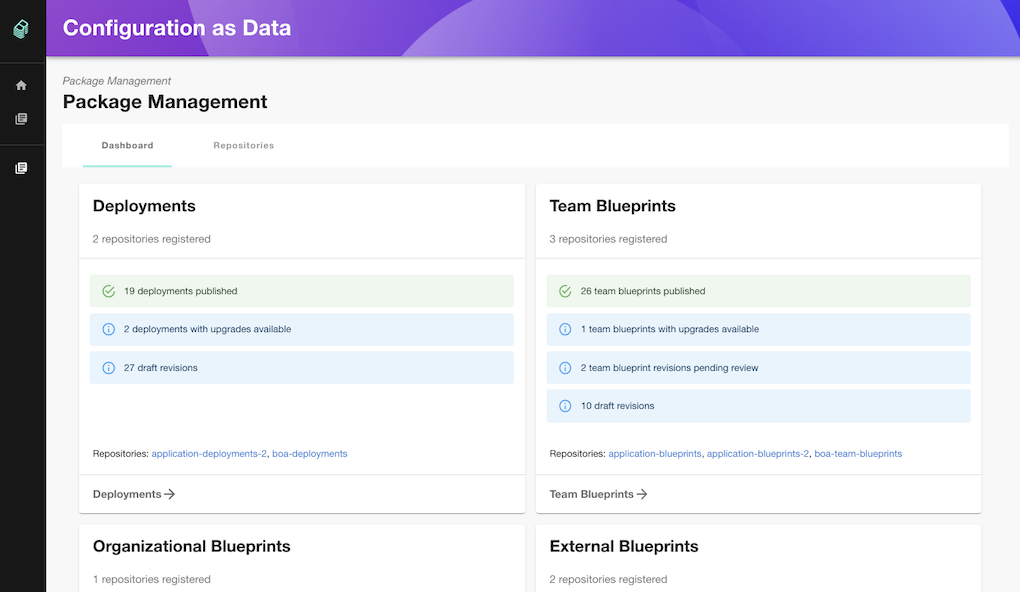 Configuration as Data
Package Management
Package Management
Dashboard
Repositories
Deployments
2 repositories registered
19 deployments published
2 deployments with upgrades available
27 draft revisions
Repositories: application-deployments-2, boa-deployments
Deployments
Team Blueprints
3 repositories registered
26 team blueprints published
1 team blueprints with upgrades available
2 team blueprint revisions pending review
10 draft revisions
Repositories: application-blueprints, application-blueprints-2, boa-team-blueprints
Team Blueprints
Organizational Blueprints
1 repositories registered
External Blueprints
2 repositories registered